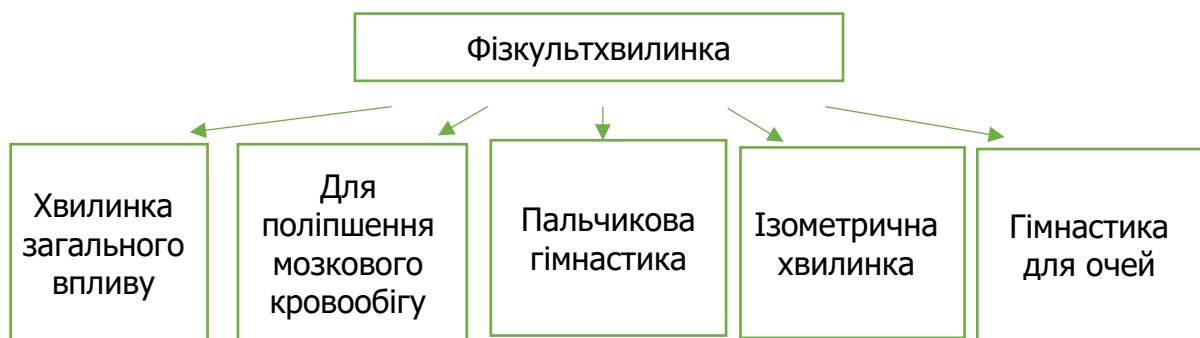 Фізкультхвилинка
Хвилинка
загального
впливу
Для
поліпшення
мозкового
кровообігу
Пальчикова
гімнастика
Ізометрична
хвилинка
Гімнастика
для очей